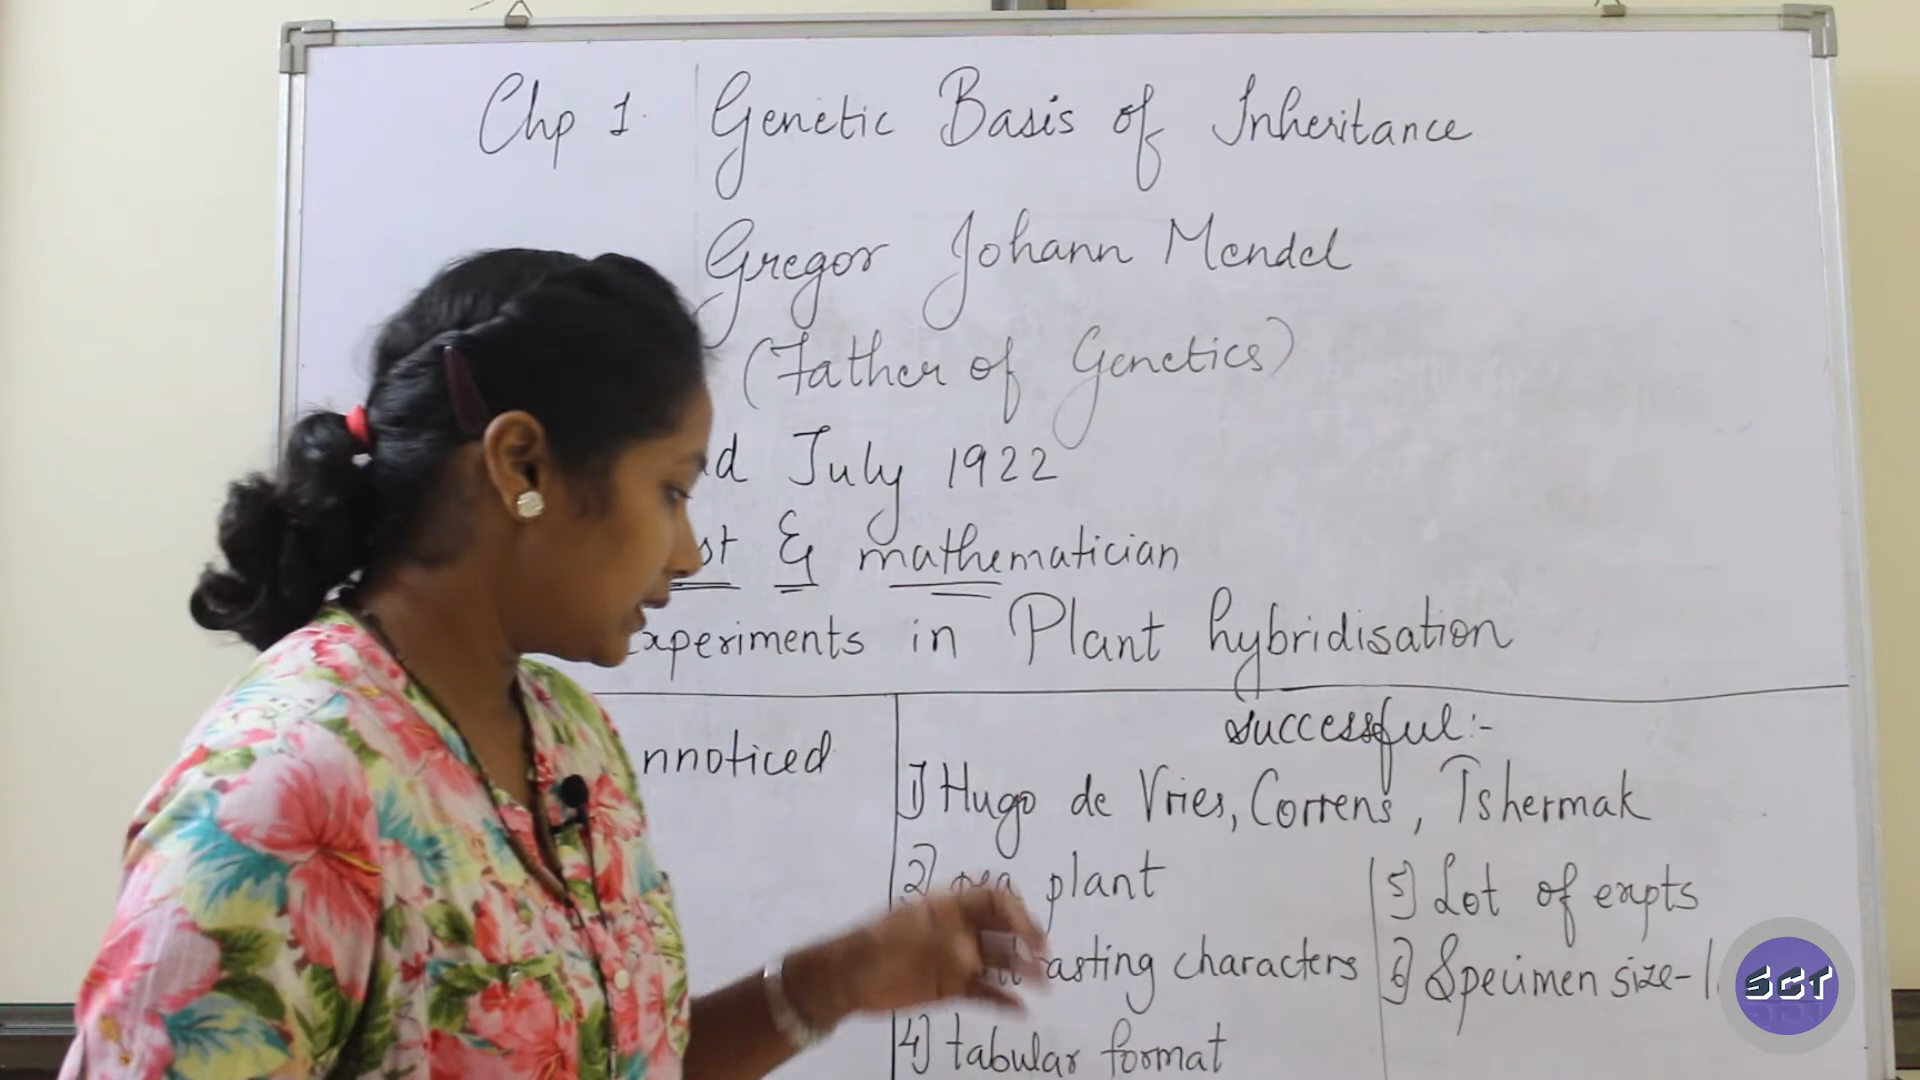 Chp 1. Genetic Basis of Inheritance
Gregor Johann Mendel
(Father of Genetics)
July 1922
& mathematician
experiments in Plant hybridisation
nnoticed
successful:-
1) Hugo de Vries, Correns, Tshermak
2) pea plant
asting characters
4) tabular format
5) Lot of expts
6) Specimen size-
SCT